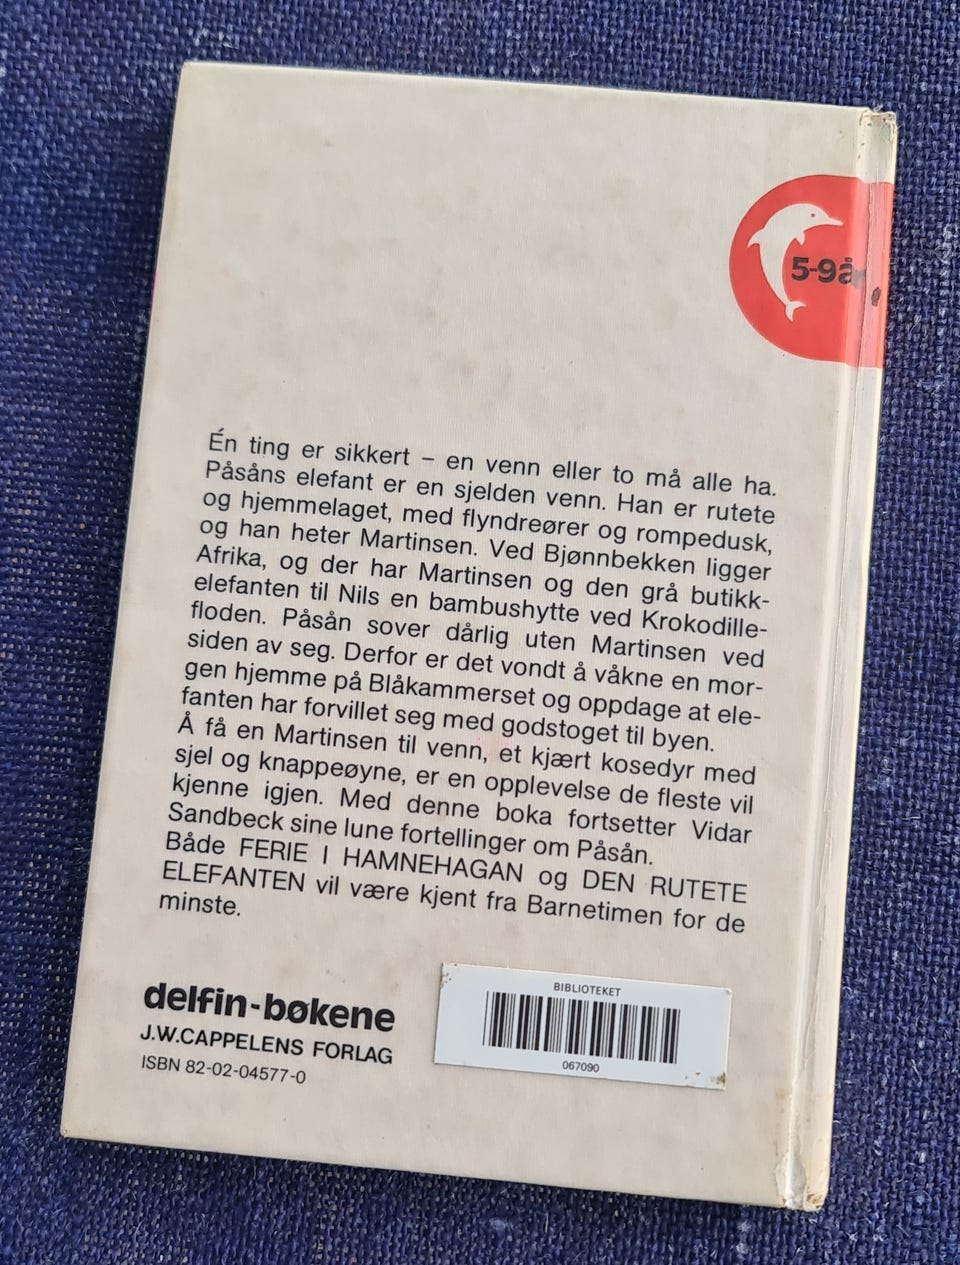 5-9å
Én ting er sikkert – en venn eller to må alle ha.
Påsåns elefant er en sjelden venn. Han er rutete
og hjemmelaget, med flyndreører og rompedusk,
og han heter Martinsen. Ved Bjønnbekken ligger
Afrika, og der har Martinsen og den grå butikk-
elefanten til Nils en bambushytte ved Krokodille-
floden. Påsån sover dårlig uten Martinsen ved
siden av seg. Derfor er det vondt å våkne en mor-
gen hjemme på Blåkammerset og oppdage at ele-
fanten har forvillet seg med godstoget til byen.
Å få en Martinsen til venn, et kjært kosedyr med
sjel og knappeøyne, er en opplevelse de fleste vil
kjenne igjen. Med denne boka fortsetter Vidar
Sandbeck sine lune fortellinger om Påsån.
Både FERIE I HAMNEHAGAN og DEN RUTETE
ELEFANTEN vil være kjent fra Barnetimen for de
minste.
delfin-bøkene
J.W.CAPPELENS FORLAG
ISBN 82-02-04577-0
BIBLIOTEKET
067090